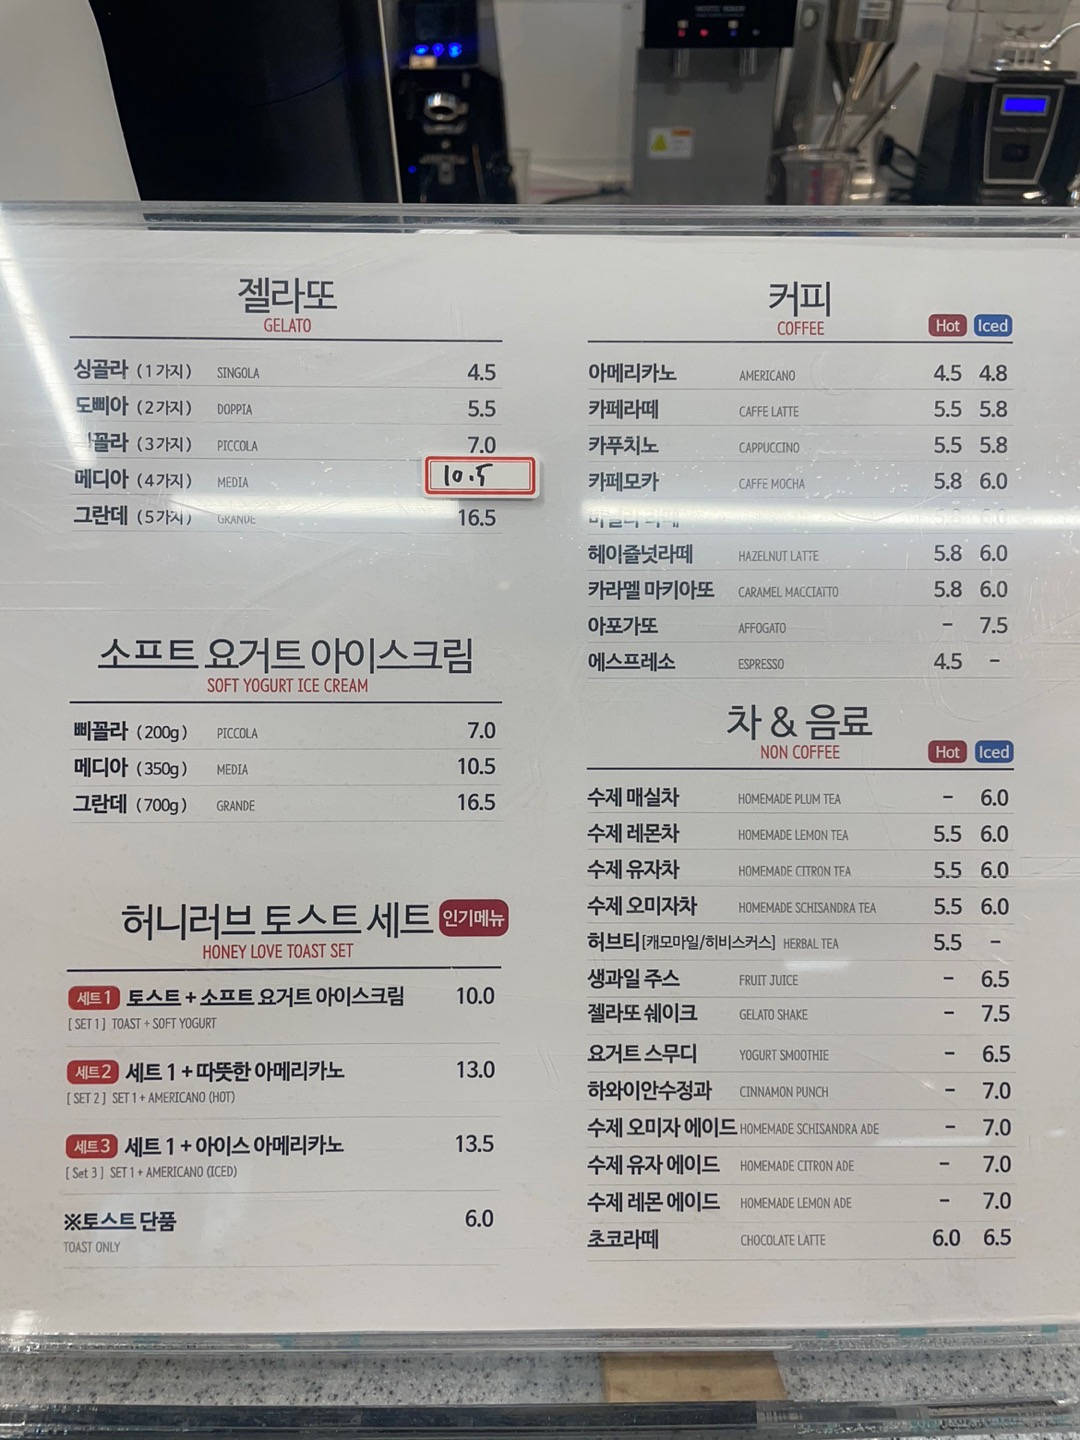 젤라또
GELATO
싱골라 (1가지) SINGOLA 4.5
도삐아 (2가지) DOPPIA 5.5
(3가지) PICCOLA 7.0
메디아 (4가지) MEDIA 10.5
그란데 (5가지) GRANDE 16.5
소프트 요거트 아이스크림
SOFT YOGURT ICE CREAM
삐꼴라 (200g) PICCOLA 7.0
메디아 (350g) MEDIA 10.5
그란데 (700g) GRANDE 16.5
허니러브 토스트 세트 인기메뉴
HONEY LOVE TOAST SET
세트1 토스트 + 소프트 요거트 아이스크림 10.0
[ SET 1 ] TOAST + SOFT YOGURT
세트2 세트 1 + 따뜻한 아메리카노 13.0
[ SET 2 ] SET 1 + AMERICANO (HOT)
세트3 세트 1 + 아이스 아메리카노 13.5
[ Set 3 ] SET 1 + AMERICANO (ICED)
※토스트 단품 6.0
TOAST ONLY
커피
COFFEE Hot Iced
아메리카노 AMERICANO 4.5 4.8
카페라떼 CAFFE LATTE 5.5 5.8
카푸치노 CAPPUCCINO 5.5 5.8
카페모카 CAFFE MOCHA 5.8 6.0
헤이즐넛라떼 HAZELNUT LATTE 5.8 6.0
카라멜 마키아또 CARAMEL MACCIATTO 5.8 6.0
아포가또 AFFOGATO - 7.5
에스프레소 ESPRESSO 4.5 -
차 & 음료
NON COFFEE Hot Iced
수제 매실차 HOMEMADE PLUM TEA - 6.0
수제 레몬차 HOMEMADE LEMON TEA 5.5 6.0
수제 유자차 HOMEMADE CITRON TEA 5.5 6.0
수제 오미자차 HOMEMADE SCHISANDRA TEA 5.5 6.0
허브티[캐모마일/히비스커스] HERBAL TEA 5.5 -
생과일 주스 FRUIT JUICE - 6.5
젤라또 쉐이크 GELATO SHAKE - 7.5
요거트 스무디 YOGURT SMOOTHIE - 6.5
하와이안수정과 CINNAMON PUNCH - 7.0
수제 오미자 에이드 HOMEMADE SCHISANDRA ADE - 7.0
수제 유자 에이드 HOMEMADE CITRON ADE - 7.0
수제 레몬 에이드 HOMEMADE LEMON ADE - 7.0
초코라떼 CHOCOLATE LATTE 6.0 6.5